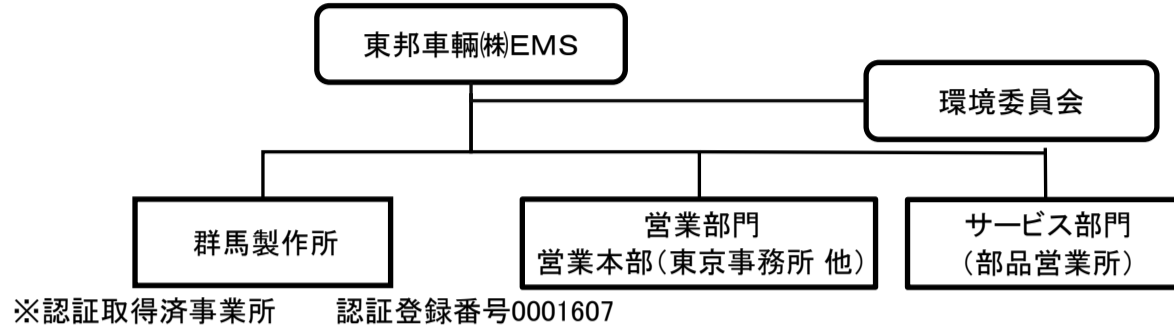 東邦車輛㈱EMS
環境委員会
群馬製作所
営業部門
営業本部(東京事務所 他)
サービス部門
(部品営業所)
※認証取得済事業所　　認証登録番号0001607